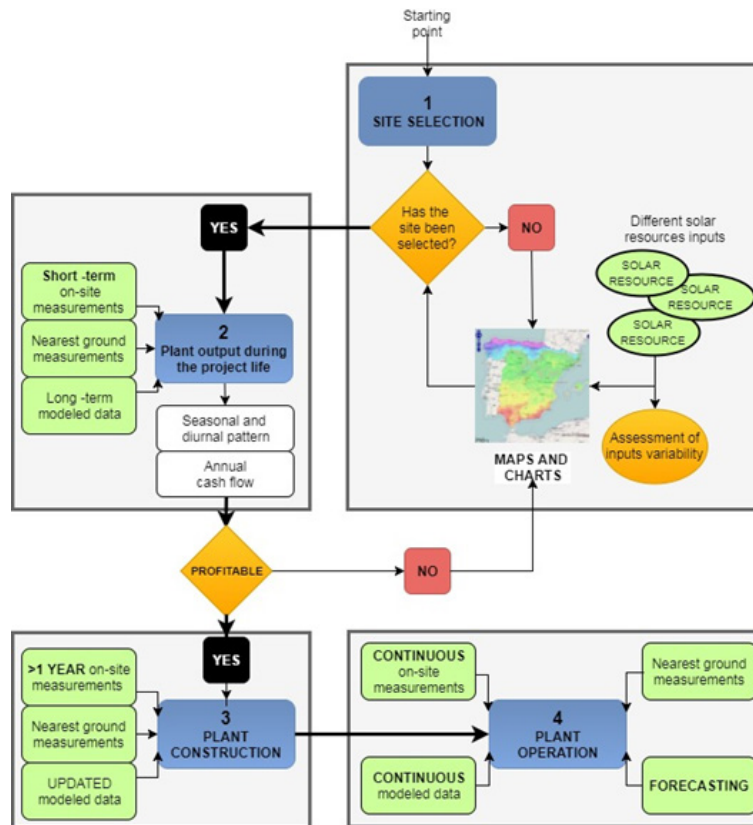 Starting
point
1
SITE SELECTION
Has the
site been
selected?
NO
YES
Different solar
resources inputs
SOLAR
RESOURCE
SOLAR
RESOURCE
SOLAR
RESOURCE
Assessment of
inputs variability
MAPS AND
CHARTS
Short -term
on-site
measurements
Nearest ground
measurements
Long -term
modeled data
2
Plant output during
the project life
Seasonal and
diurnal pattern
Annual
cash flow
PROFITABLE
NO
YES
>1 YEAR on-site
measurements
Nearest ground
measurements
UPDATED
modeled data
3
PLANT
CONSTRUCTION
CONTINUOUS
on-site
measurements
CONTINUOUS
modeled data
4
PLANT
OPERATION
Nearest ground
measurements
FORECASTING